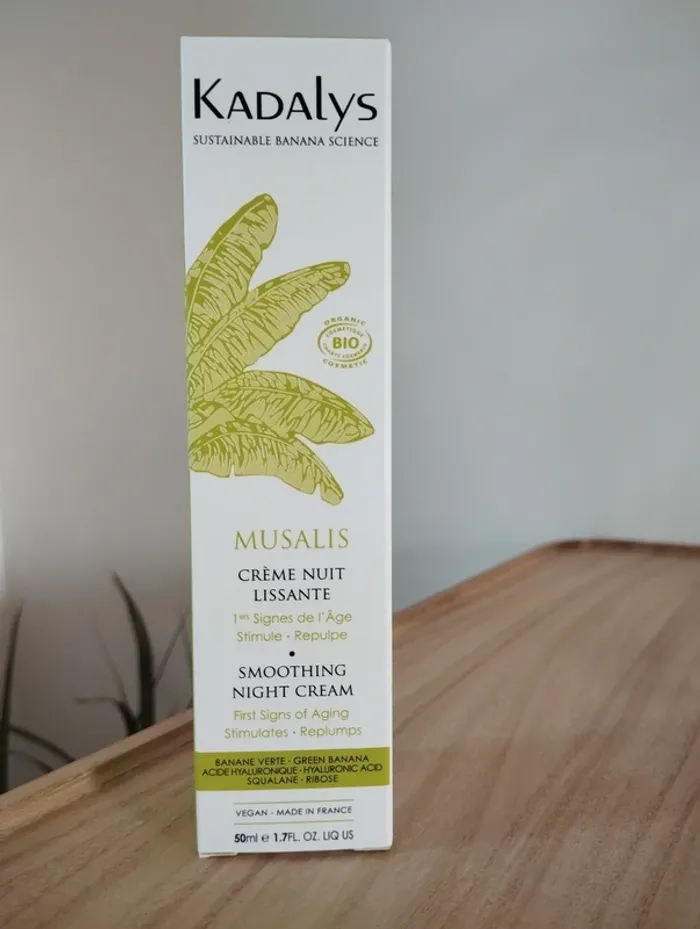 KADALYS
SUSTAINABLE BANANA SCIENCE
ORGANIC
COSMÉTIQUE
BIO
COSMETIC
MUSALIS
CRÈME NUIT
LISSANTE
1ers Signes de l'Âge
Stimule • Repulpe
•
SMOOTHING
NIGHT CREAM
First Signs of Aging
Stimulates • Replumps
BANANE VERTE • GREEN BANANA
ACIDE HYALURONIQUE • HYALURONIC ACID
SQUALANE • RIBOSE
VEGAN - MADE IN FRANCE
50ml e 1.7FL. OZ. LIQ US